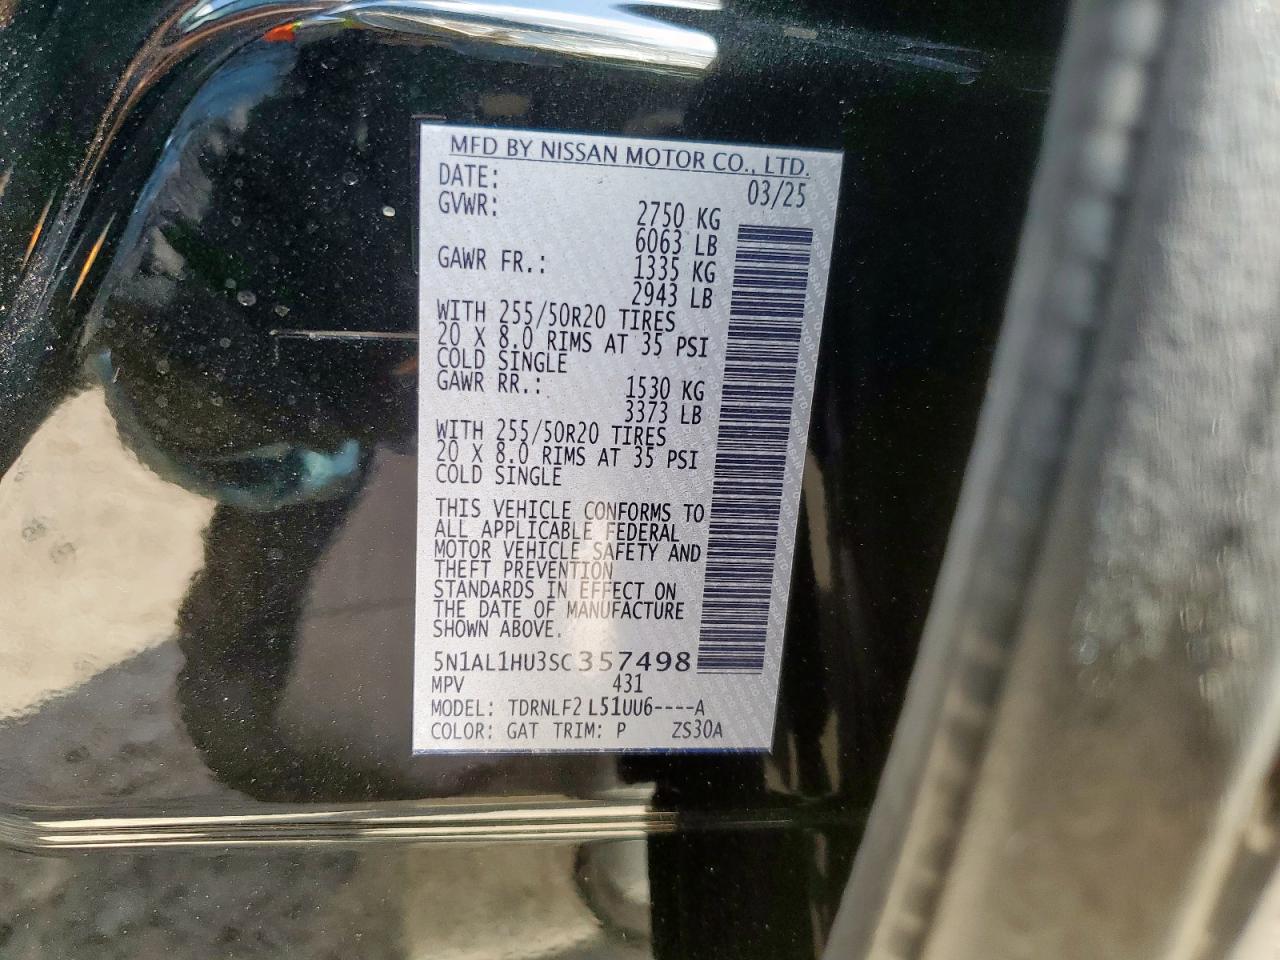 MFD BY NISSAN MOTOR CO., LTD.
DATE: 03/25
GVWR: 2750 KG
6063 LB
GAWR FR.: 1335 KG
2943 LB
WITH 255/50R20 TIRES
20 X 8.0 RIMS AT 35 PSI
COLD SINGLE
GAWR RR.: 1530 KG
3373 LB
WITH 255/50R20 TIRES
20 X 8.0 RIMS AT 35 PSI
COLD SINGLE
THIS VEHICLE CONFORMS TO
ALL APPLICABLE FEDERAL
MOTOR VEHICLE SAFETY AND
THEFT PREVENTION
STANDARDS IN EFFECT ON
THE DATE OF MANUFACTURE
SHOWN ABOVE.
5N1AL1HU3SC357498
MPV 431
MODEL: TDRNLF2 L51UU6----A
COLOR: GAT TRIM: P ZS30A